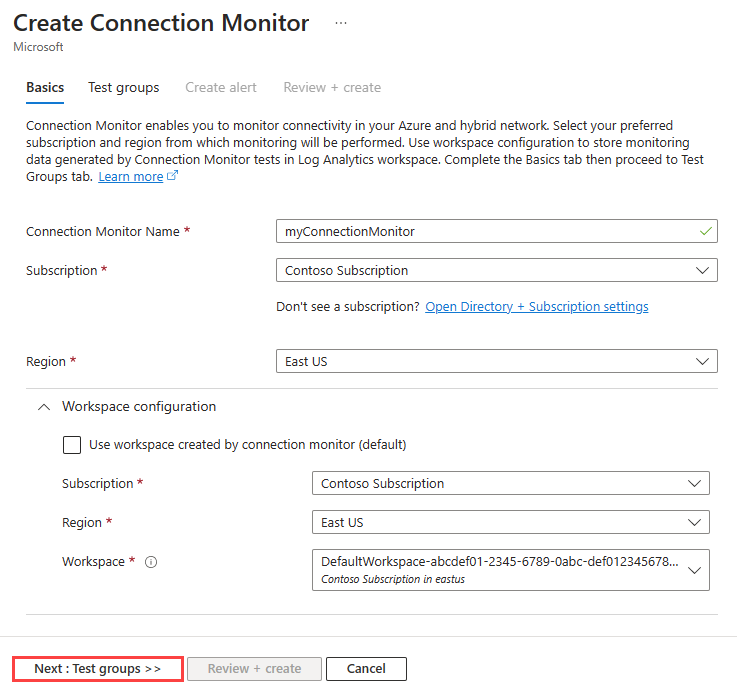 Create Connection Monitor ...
Microsoft
Basics Test groups Create alert Review + create
Connection Monitor enables you to monitor connectivity in your Azure and hybrid network. Select your preferred
subscription and region from which monitoring will be performed. Use workspace configuration to store monitoring
data generated by Connection Monitor tests in Log Analytics workspace. Complete the Basics tab then proceed to Test
Groups tab. Learn more
Connection Monitor Name * myConnectionMonitor
Subscription * Contoso Subscription
Don't see a subscription? Open Directory + Subscription settings
Region * East US
Workspace configuration
Use workspace created by connection monitor (default)
Subscription * Contoso Subscription
Region * East US
Workspace * DefaultWorkspace-abcdef01-2345-6789-0abc-def012345678...
Contoso Subscription in eastus
Next : Test groups >> Review + create Cancel